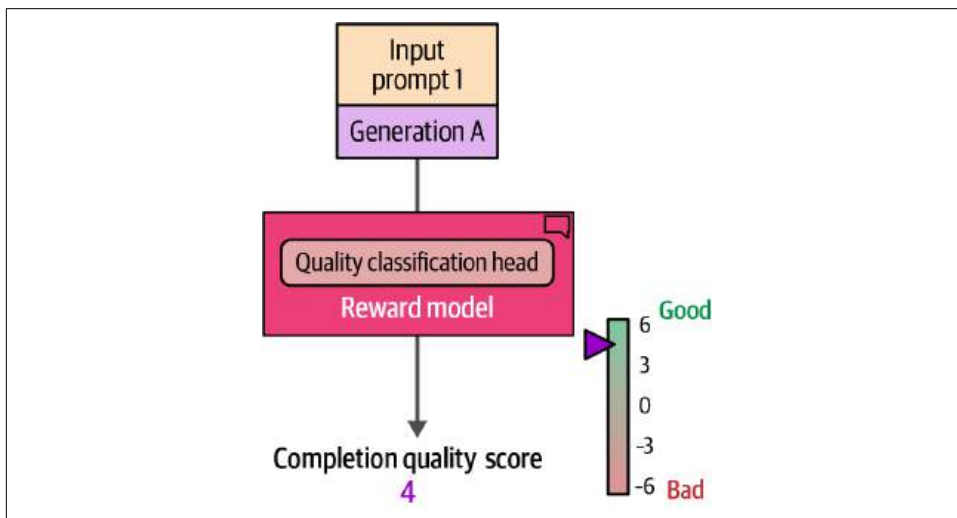 Input
prompt 1
Generation A
Quality classification head
Reward model
6 Good
3
0
-3
-6 Bad
Completion quality score
4